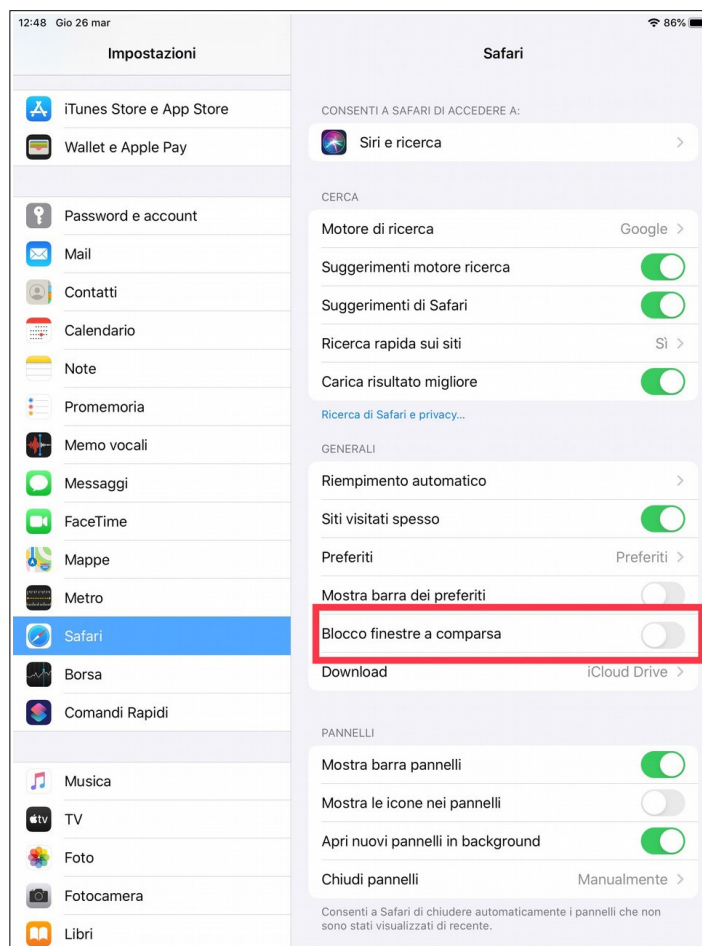 12:48 Gio 26 mar
86%
Impostazioni
iTunes Store e App Store
Wallet e Apple Pay
Password e account
Mail
Contatti
Calendario
Note
Promemoria
Memo vocali
Messaggi
FaceTime
Mappe
Metro
Safari
Borsa
Comandi Rapidi
Musica
tv TV
Foto
Fotocamera
Libri
Safari
CONSENTI A SAFARI DI ACCEDERE A:
Siri e ricerca
CERCA
Motore di ricerca Google
Suggerimenti motore ricerca
Suggerimenti di Safari
Ricerca rapida sui siti Sì
Carica risultato migliore
Ricerca di Safari e privacy...
GENERALI
Riempimento automatico
Siti visitati spesso
Preferiti Preferiti
Mostra barra dei preferiti
Blocco finestre a comparsa
Download iCloud Drive
PANNELLI
Mostra barra pannelli
Mostra le icone nei pannelli
Apri nuovi pannelli in background
Chiudi pannelli Manualmente
Consenti a Safari di chiudere automaticamente i pannelli che non
sono stati visualizzati di recente.